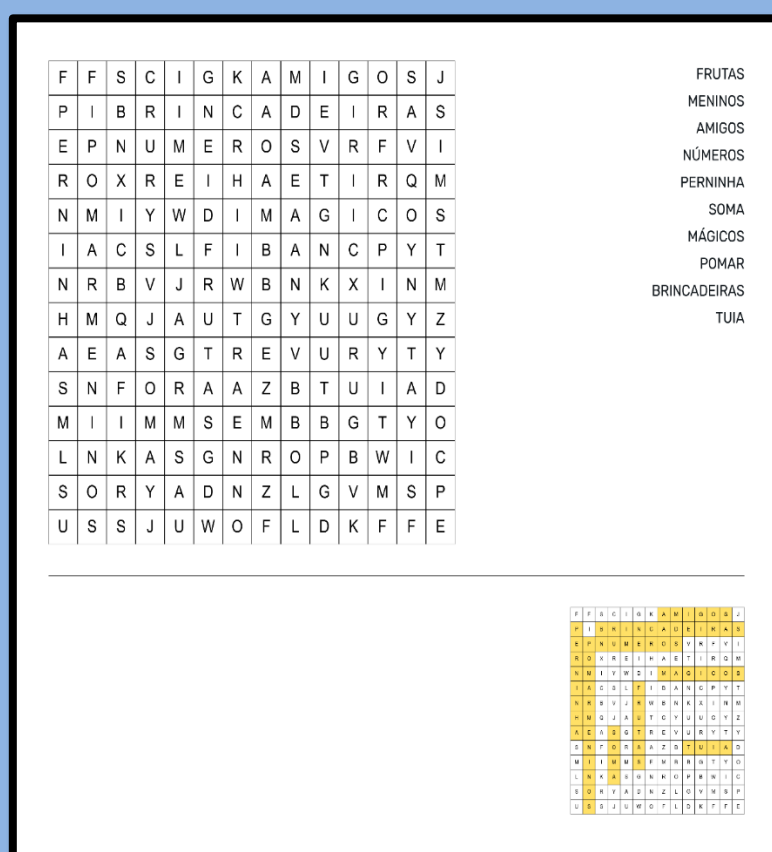 F F S C I G K A M I G O S J
P I B R I N C A D E I R A S
E P N U M E R O S V R F V I
R O X R E I H A E T I R Q M
N M I Y W D I M A G I C O S
I A C S L F I B A N C P Y T
N R B V J R W B N K X I N M
H M Q J A U T G Y U U G Y Z
A E A S G T R E V U R Y T Y
S N F O R A A Z B T U I A D
M I I M M S E M B B G T Y O
L N K A S G N R O P B W I C
S O R Y A D N Z L G V M S P
U S S J U W O F L D K F F E
FRUTAS
MENINOS
AMIGOS
NÚMEROS
PERNINHA
SOMA
MÁGICOS
POMAR
BRINCADEIRAS
TUIA